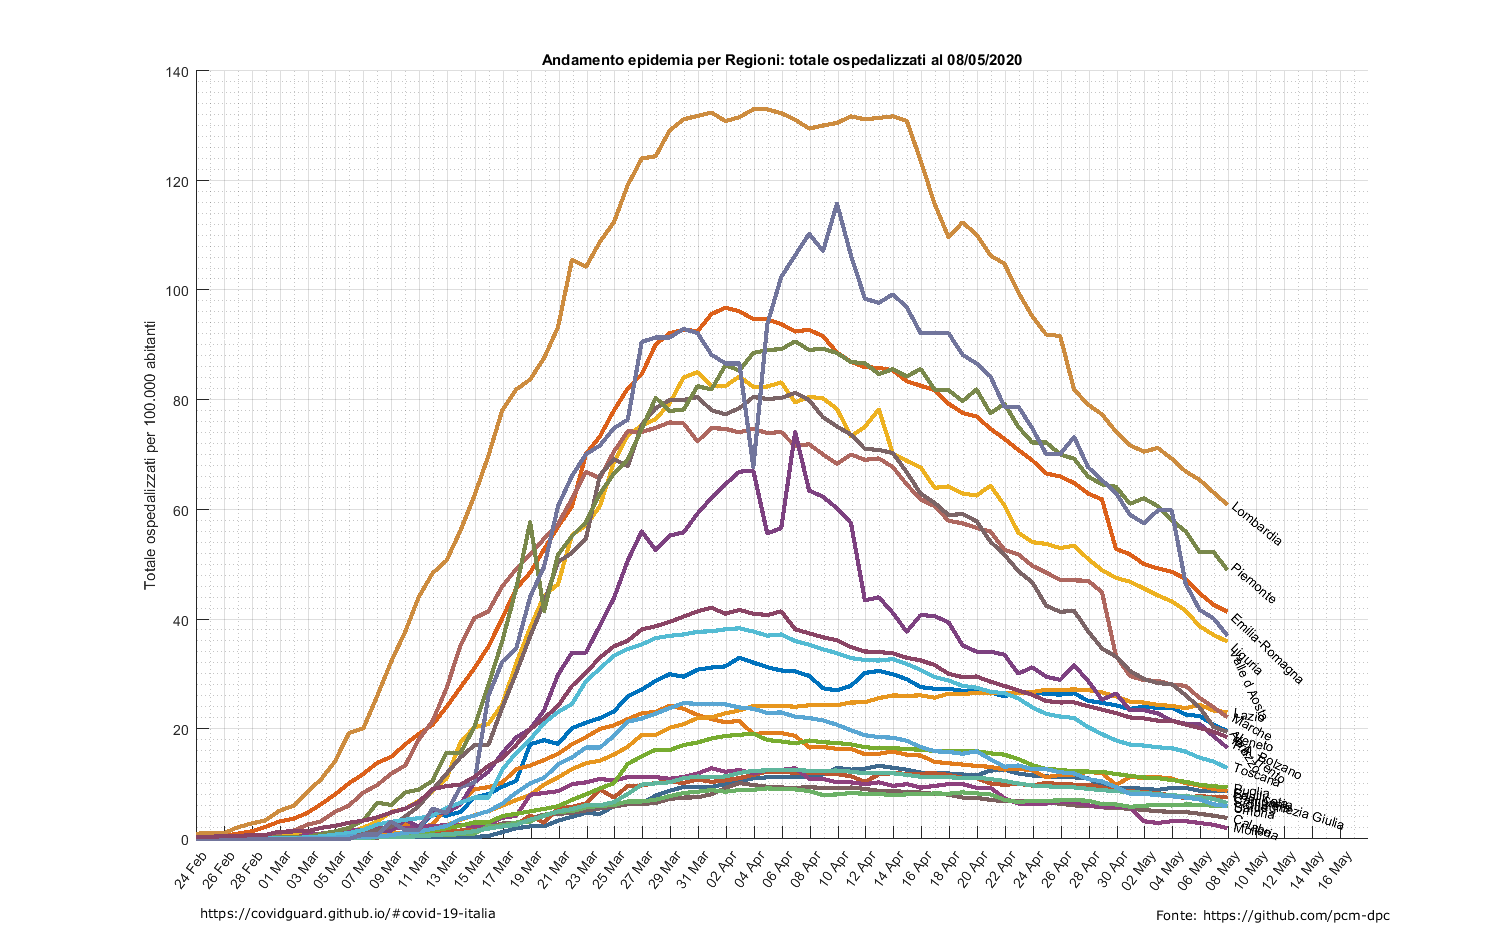 Andamento epidemia per Regioni: totale ospedalizzati al 08/05/2020
Totale ospedalizzati per 100.000 abitanti
140
120
100
80
60
40
20
0
Lombardia
Piemonte
Emilia-Romagna
Liguria
Valle d'Aosta
Lazio
Marche
Veneto
Bolzano
Trento
Toscana
Puglia
Venezia Giulia
Calabria
Molise
24 Feb
26 Feb
28 Feb
01 Mar
03 Mar
05 Mar
07 Mar
09 Mar
11 Mar
13 Mar
15 Mar
17 Mar
19 Mar
21 Mar
23 Mar
25 Mar
27 Mar
29 Mar
31 Mar
02 Apr
04 Apr
06 Apr
08 Apr
10 Apr
12 Apr
14 Apr
16 Apr
18 Apr
20 Apr
22 Apr
24 Apr
26 Apr
28 Apr
30 Apr
02 May
04 May
06 May
08 May
10 May
12 May
14 May
16 May
https://covidguard.github.io/#covid-19-italia
Fonte: https://github.com/pcm-dpc